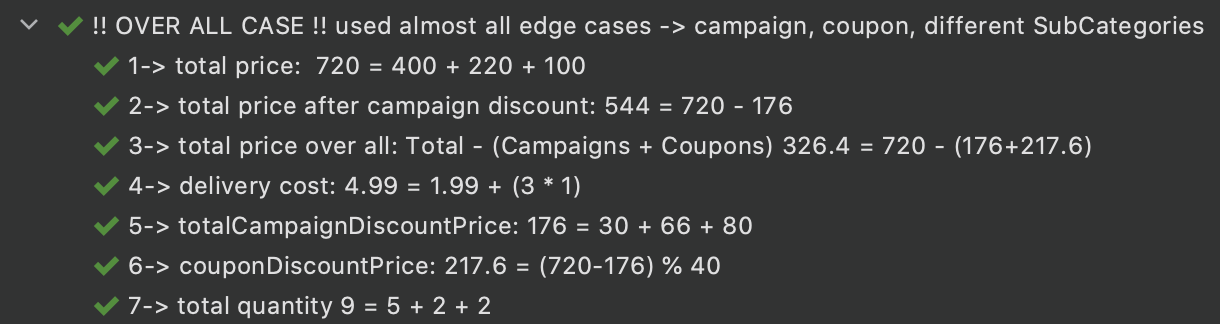 !! OVER ALL CASE !! used almost all edge cases -> campaign, coupon, different SubCategories
1-> total price:  720 = 400 + 220 + 100
2-> total price after campaign discount: 544 = 720 - 176
3-> total price over all: Total - (Campaigns + Coupons) 326.4 = 720 - (176+217.6)
4-> delivery cost: 4.99 = 1.99 + (3 * 1)
5-> totalCampaignDiscountPrice: 176 = 30 + 66 + 80
6-> couponDiscountPrice: 217.6 = (720-176) % 40
7-> total quantity 9 = 5 + 2 + 2